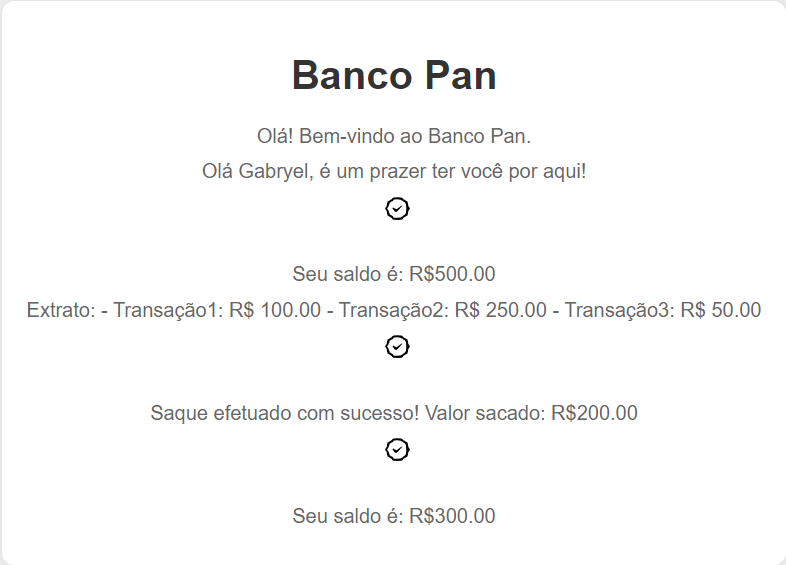 Banco Pan
Olá! Bem-vindo ao Banco Pan.
Olá Gabryel, é um prazer ter você por aqui!
Seu saldo é: R$500.00
Extrato: - Transação1: R$ 100.00 - Transação2: R$ 250.00 - Transação3: R$ 50.00
Saque efetuado com sucesso! Valor sacado: R$200.00
Seu saldo é: R$300.00